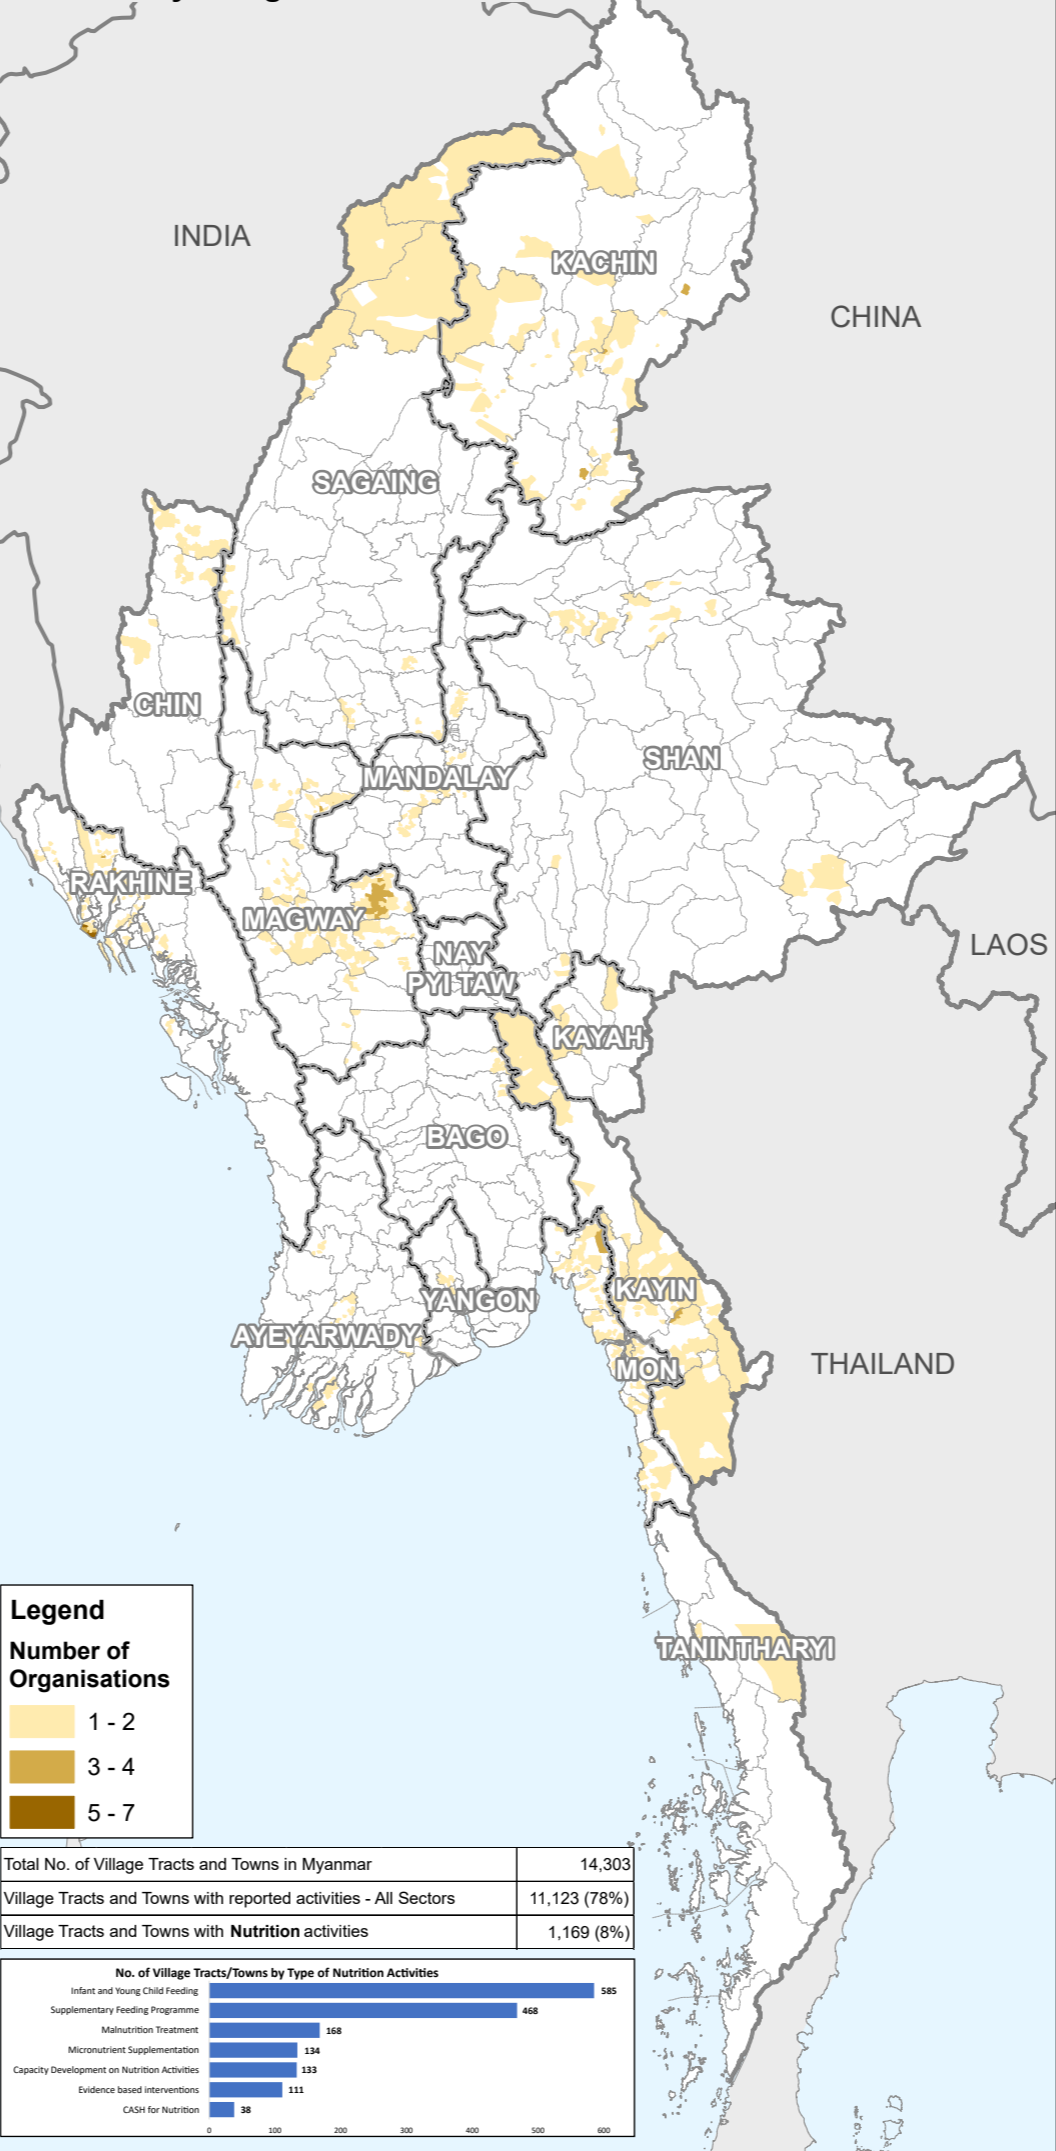 INDIA
KACHIN
CHINA
SAGAING
CHIN
SHAN
MANDALAY
RAKHINE
MAGWAY
NAY
PYI TAW
LAOS
KAYAH
BAGO
KAYIN
YANGON
AYEYARWADY
MON
THAILAND
TANINTHARYI
Legend
Number of
Organisations
1 - 2
3 - 4
5 - 7
Total No. of Village Tracts and Towns in Myanmar 14,303
Village Tracts and Towns with reported activities - All Sectors 11,123 (78%)
Village Tracts and Towns with Nutrition activities 1,169 (8%)
No. of Village Tracts/Towns by Type of Nutrition Activities
Infant and Young Child Feeding 585
Supplementary Feeding Programme 468
Malnutrition Treatment 168
Micronutrient Supplementation 134
Capacity Development on Nutrition Activities 133
Evidence based interventions 111
CASH for Nutrition 38
0 100 200 300 400 500 600